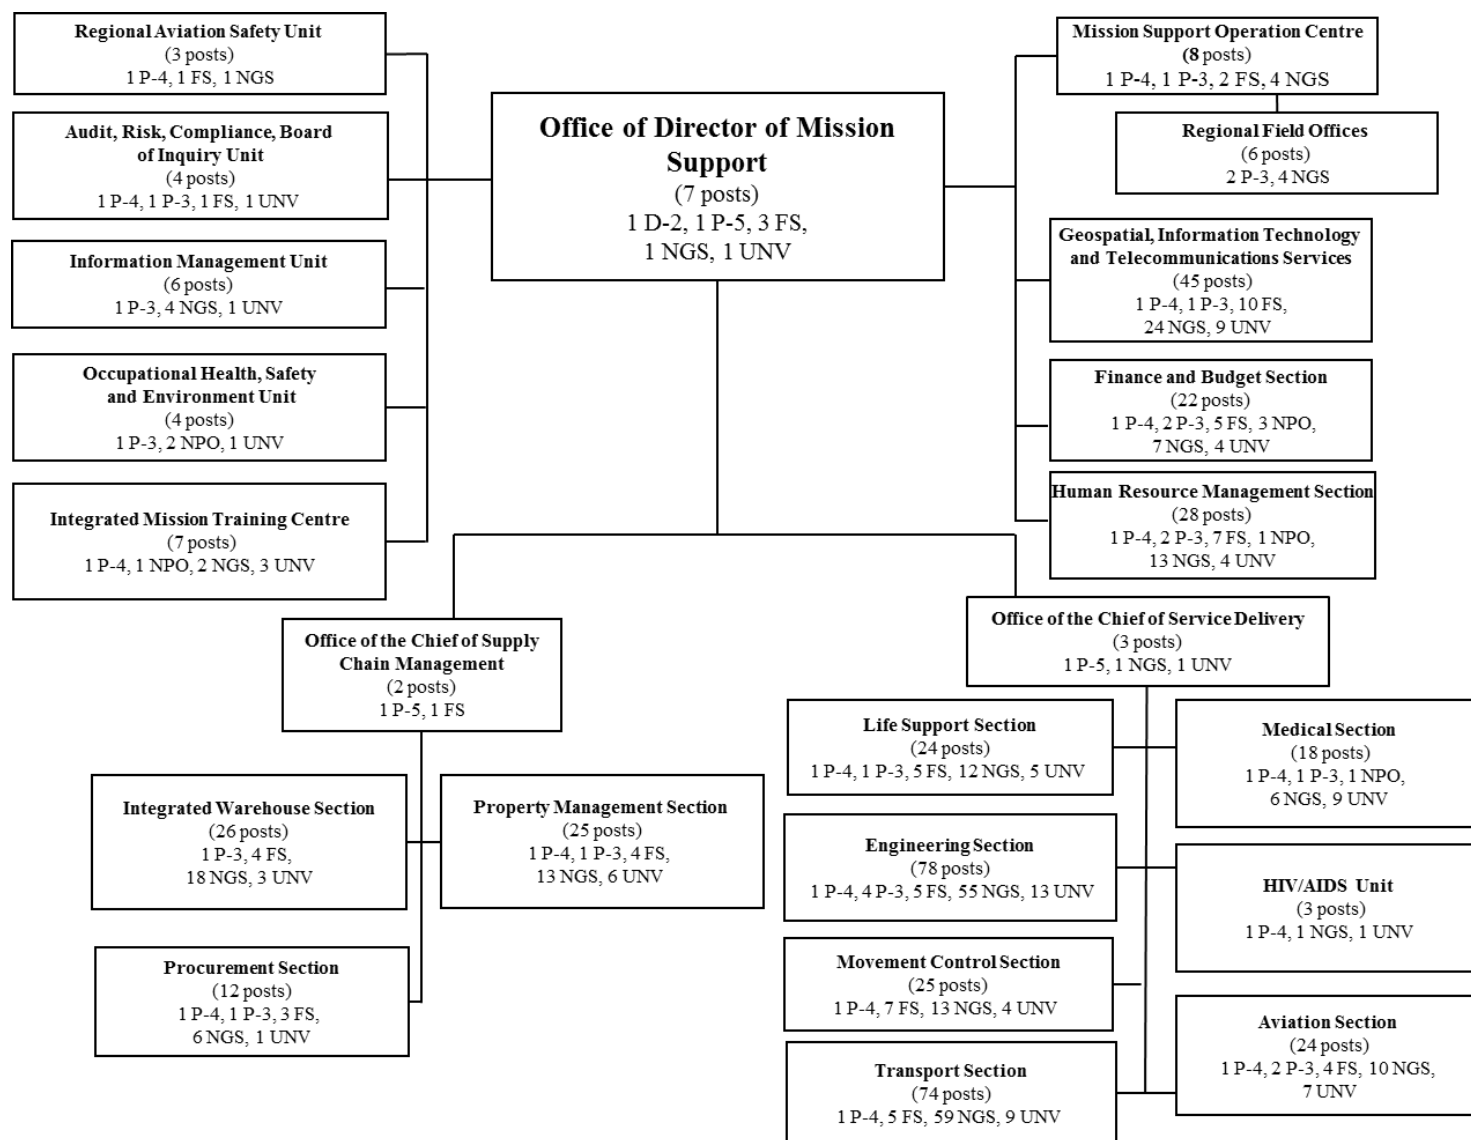 Regional Aviation Safety Unit
(3 posts)
1 P-4, 1 FS, 1 NGS
Audit, Risk, Compliance, Board
of Inquiry Unit
(4 posts)
1 P-4, 1 P-3, 1 FS, 1 UNV
Information Management Unit
(6 posts)
1 P-3, 4 NGS, 1 UNV
Occupational Health, Safety
and Environment Unit
(4 posts)
1 P-3, 2 NPO, 1 UNV
Integrated Mission Training Centre
(7 posts)
1 P-4, 1 NPO, 2 NGS, 3 UNV
Office of Director of Mission
Support
(7 posts)
1 D-2, 1 P-5, 3 FS,
1 NGS, 1 UNV
Mission Support Operation Centre
(8 posts)
1 P-4, 1 P-3, 2 FS, 4 NGS
Regional Field Offices
(6 posts)
2 P-3, 4 NGS
Geospatial, Information Technology
and Telecommunications Services
(45 posts)
1 P-4, 1 P-3, 10 FS,
24 NGS, 9 UNV
Finance and Budget Section
(22 posts)
1 P-4, 2 P-3, 5 FS, 3 NPO,
7 NGS, 4 UNV
Human Resource Management Section
(28 posts)
1 P-4, 2 P-3, 7 FS, 1 NPO,
13 NGS, 4 UNV
Office of the Chief of Supply
Chain Management
(2 posts)
1 P-5, 1 FS
Integrated Warehouse Section
(26 posts)
1 P-3, 4 FS,
18 NGS, 3 UNV
Property Management Section
(25 posts)
1 P-4, 1 P-3, 4 FS,
13 NGS, 6 UNV
Procurement Section
(12 posts)
1 P-4, 1 P-3, 3 FS,
6 NGS, 1 UNV
Office of the Chief of Service Delivery
(3 posts)
1 P-5, 1 NGS, 1 UNV
Life Support Section
(24 posts)
1 P-4, 1 P-3, 5 FS, 12 NGS, 5 UNV
Medical Section
(18 posts)
1 P-4, 1 P-3, 1 NPO,
6 NGS, 9 UNV
Engineering Section
(78 posts)
1 P-4, 4 P-3, 5 FS, 55 NGS, 13 UNV
HIV/AIDS Unit
(3 posts)
1 P-4, 1 NGS, 1 UNV
Movement Control Section
(25 posts)
1 P-4, 7 FS, 13 NGS, 4 UNV
Aviation Section
(24 posts)
1 P-4, 2 P-3, 4 FS, 10 NGS,
7 UNV
Transport Section
(74 posts)
1 P-4, 5 FS, 59 NGS, 9 UNV